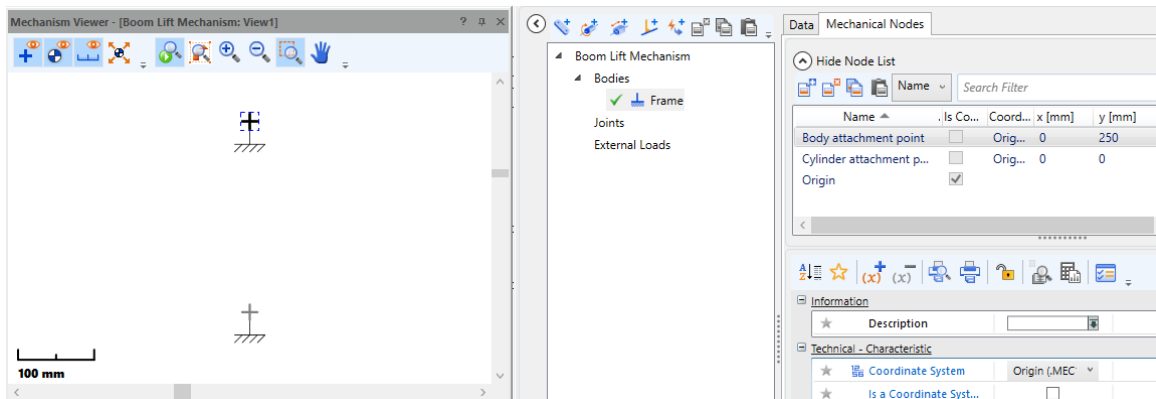 Mechanism Viewer - [Boom Lift Mechanism: View1]
100 mm
Boom Lift Mechanism
Bodies
Frame
Joints
External Loads
Data Mechanical Nodes
Hide Node List
Name Search Filter
Name . Is Co... Coord... x [mm] y [mm]
Body attachment point Orig... 0 250
Cylinder attachment p... Orig... 0 0
Origin
Information
Description
Technical - Characteristic
Coordinate System Origin (.MEC
Is a Coordinate Syst...